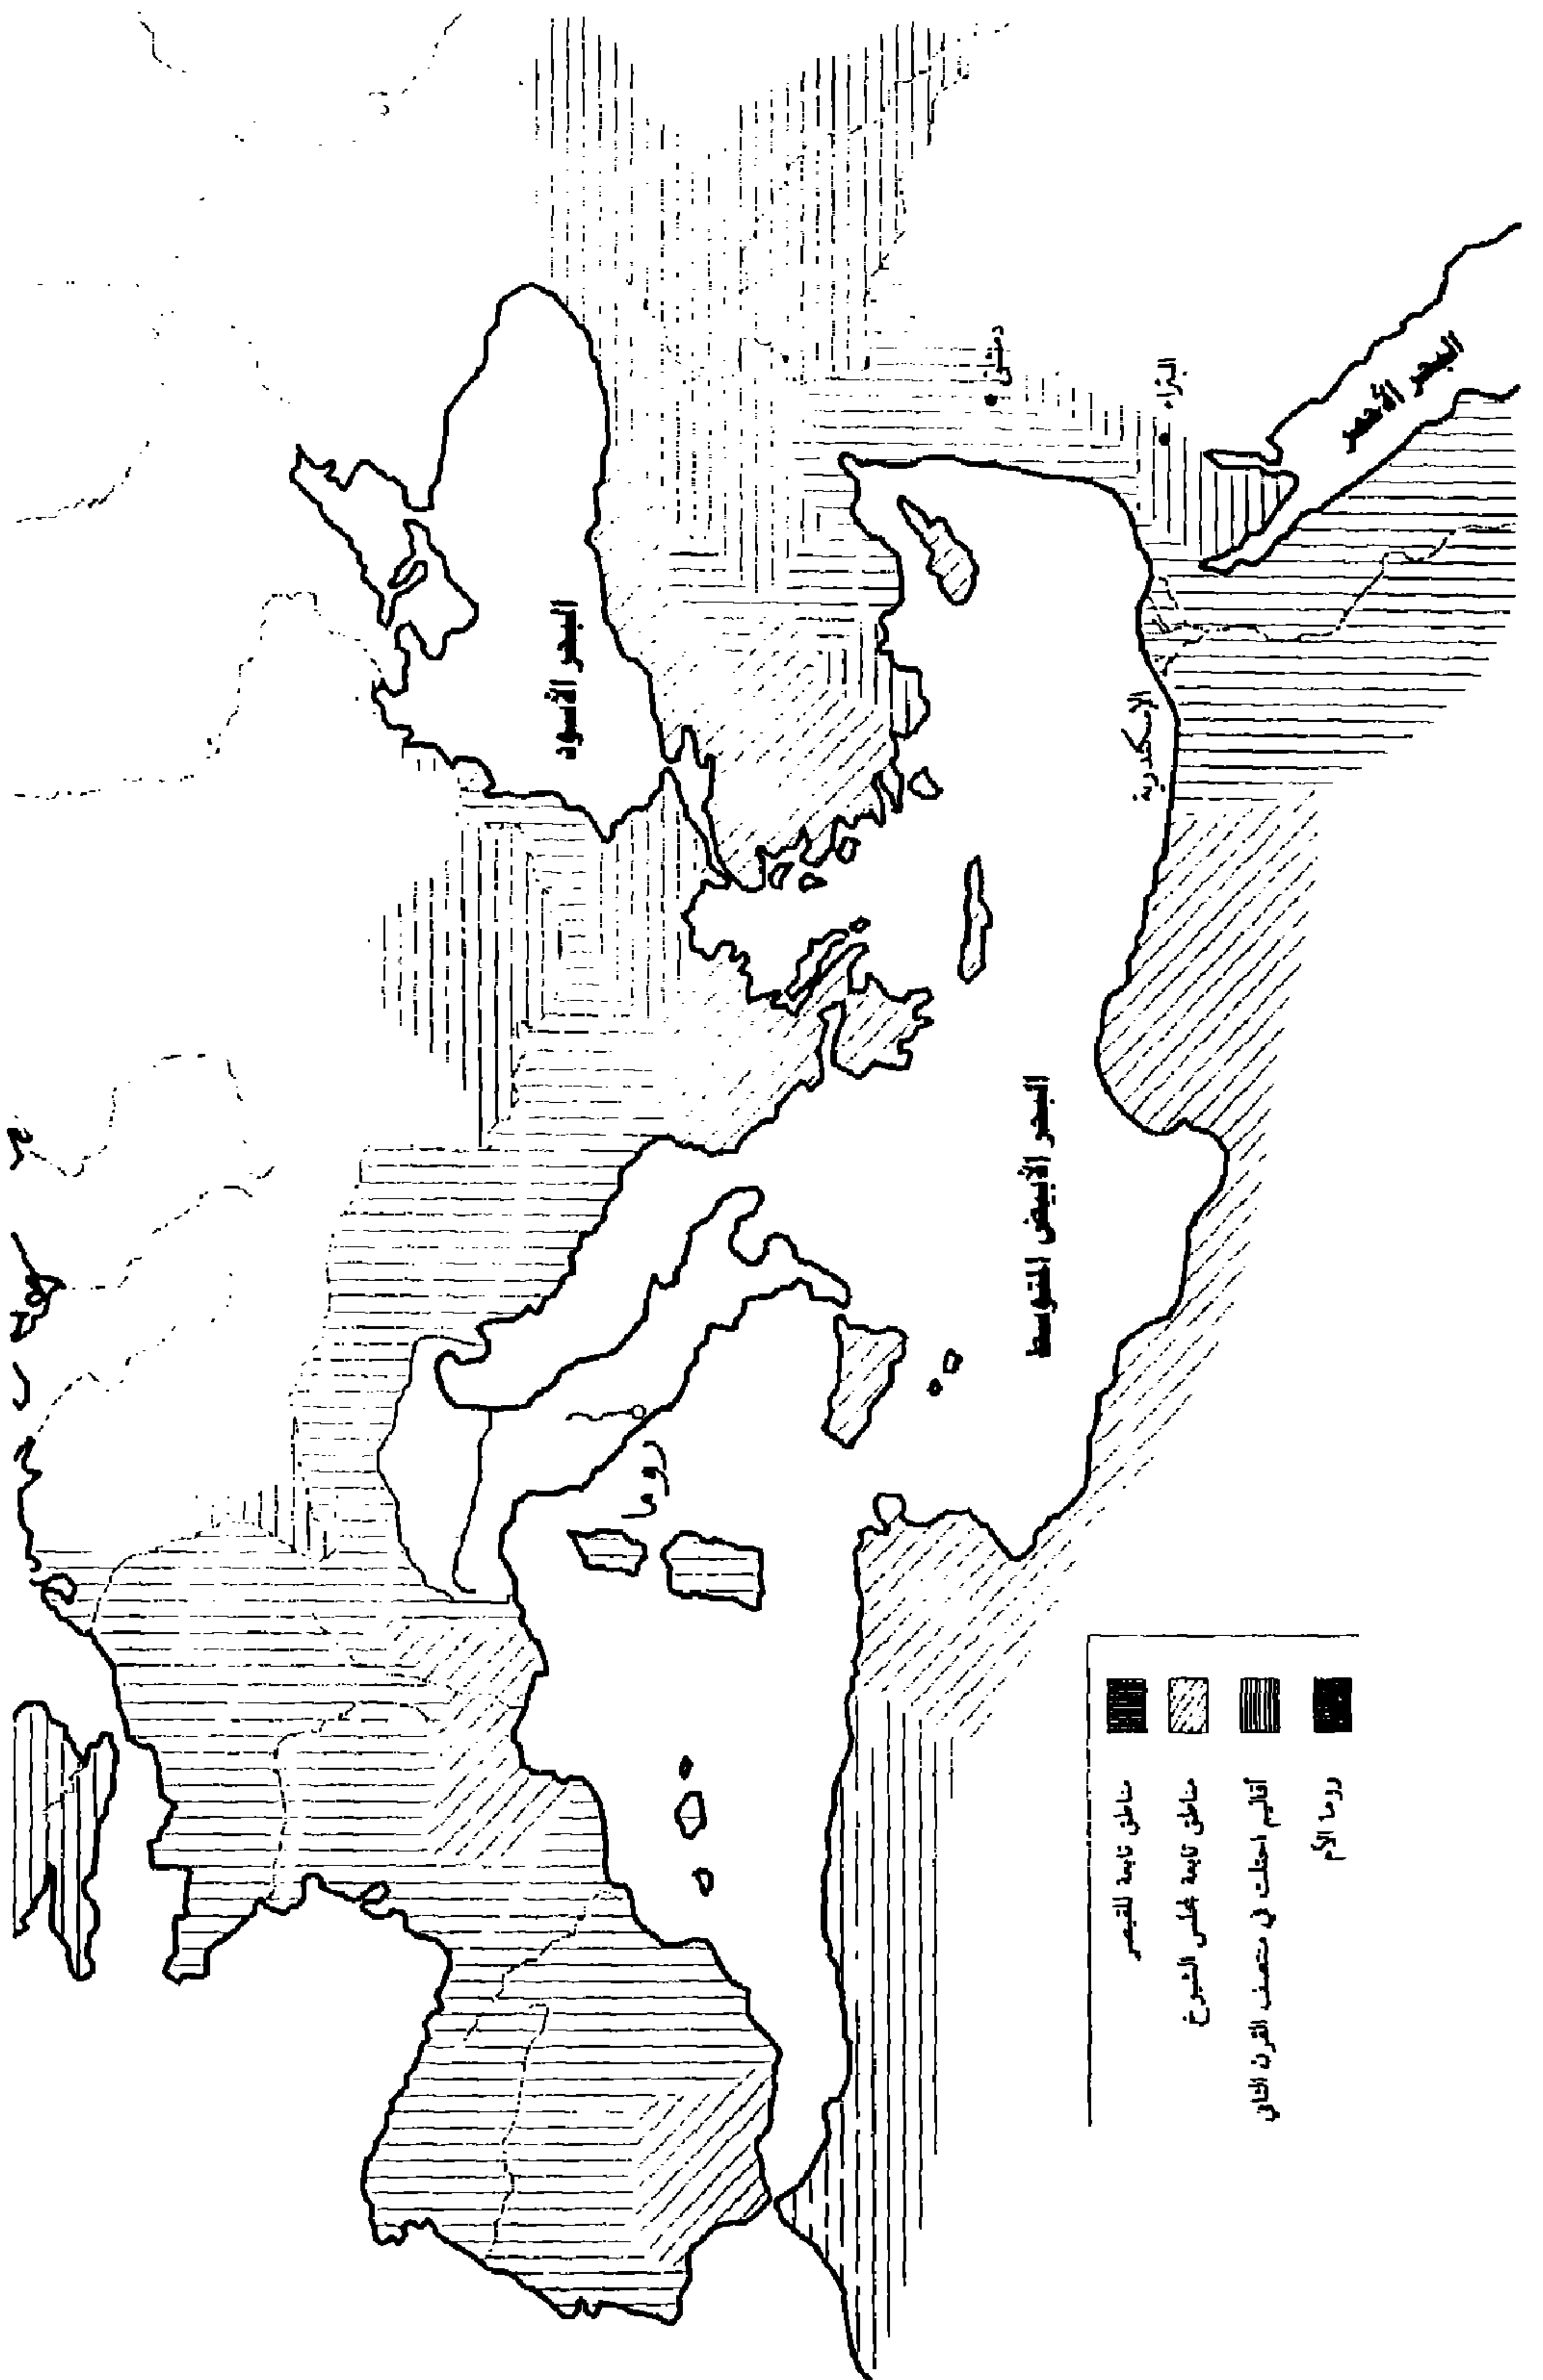 البحر الأسود
البحر الأبيض المتوسط
البحر الأحمر
دمشق
البتراء
الإسكندرية
روما
مناطق تابعة للقيصر
مناطق تابعة لمجلس الشيوخ
أقاليم احتلت في منتصف القرن الثاني
روما الأم